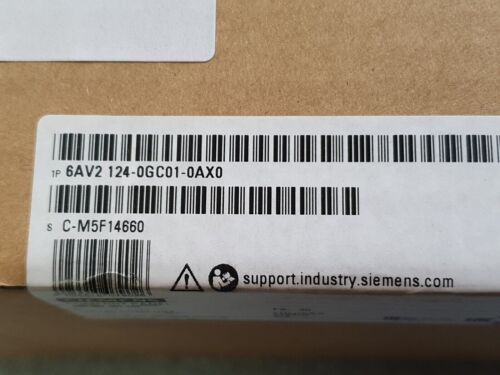 1P 6AV2 124-0GC01-0AX0
S C-M5F14660
support.industry.siemens.com